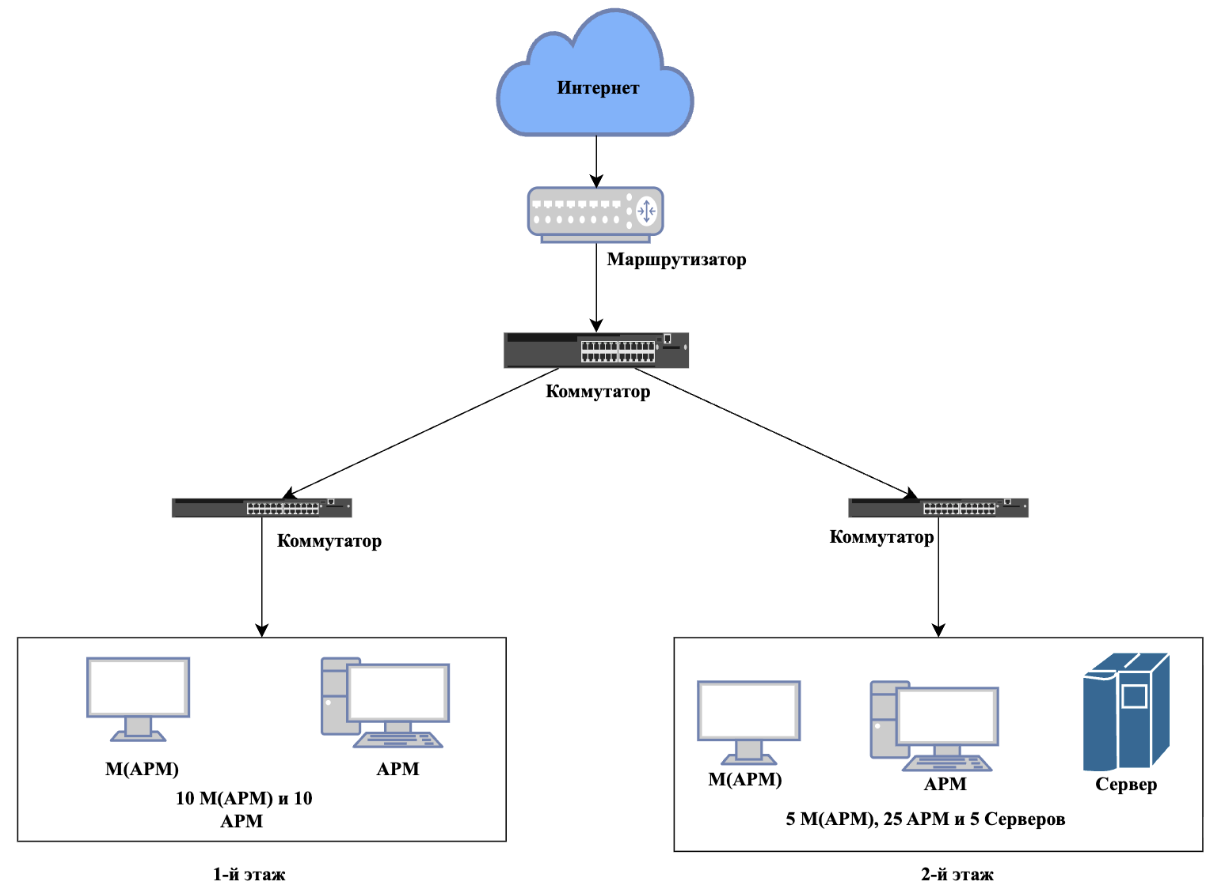 Интернет
Маршрутизатор
Коммутатор
Коммутатор
Коммутатор
М(АРМ)
АРМ
10 М(АРМ) и 10
АРМ
1-й этаж
М(АРМ)
АРМ
Сервер
5 М(АРМ), 25 АРМ и 5 Серверов
2-й этаж